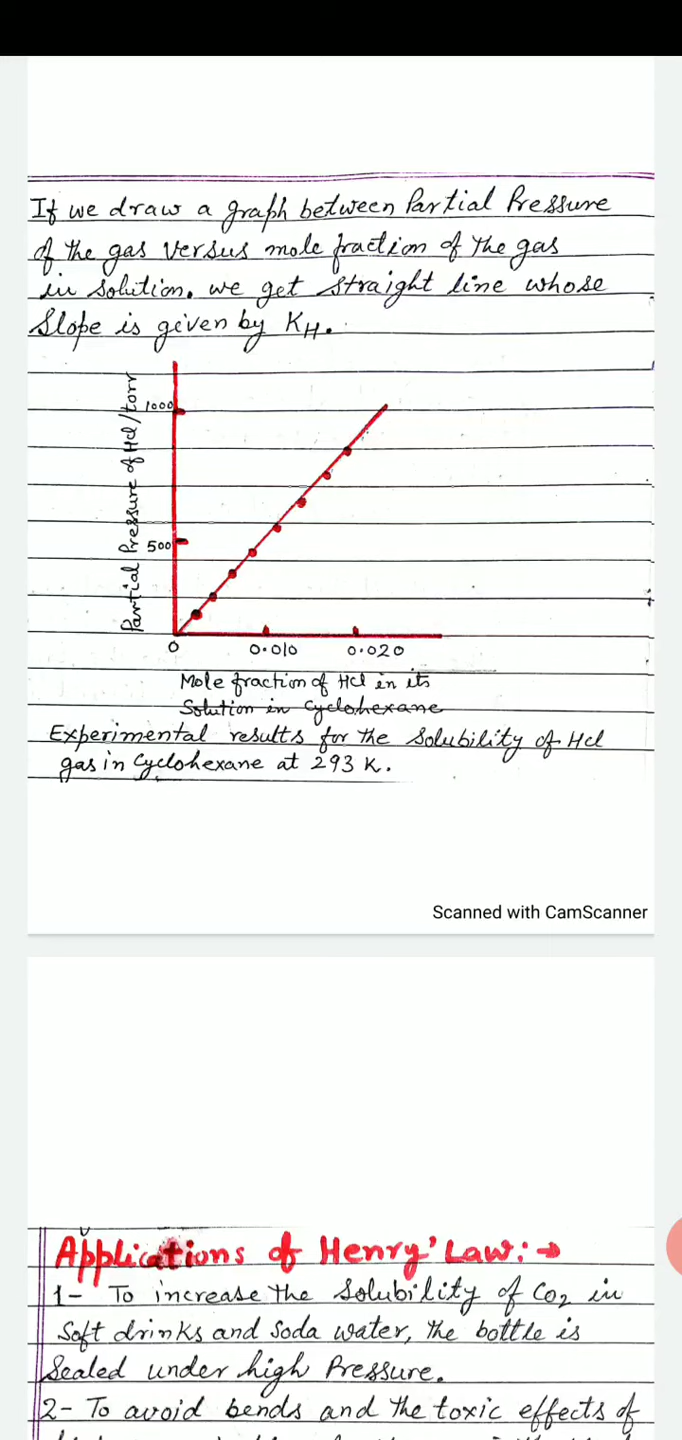 If we draw a graph between Partial Pressure
of the gas Versus mole fraction of the gas
in solution. we get straight line whose
Slope is given by KH.
Partial Pressure of Hcl/torr
1000
500
0 0.010 0.020
Mole fraction of Hcl in its
Solution in Cyclohexane
Experimental results for the solubility of Hcl
gas in Cyclohexane at 293 K.
Scanned with CamScanner
Applications of Henry' Law:→
1- To increase the solubility of Co2 in
Soft drinks and Soda water, the bottle is
Sealed under high Pressure.
2- To avoid bends and the toxic effects of